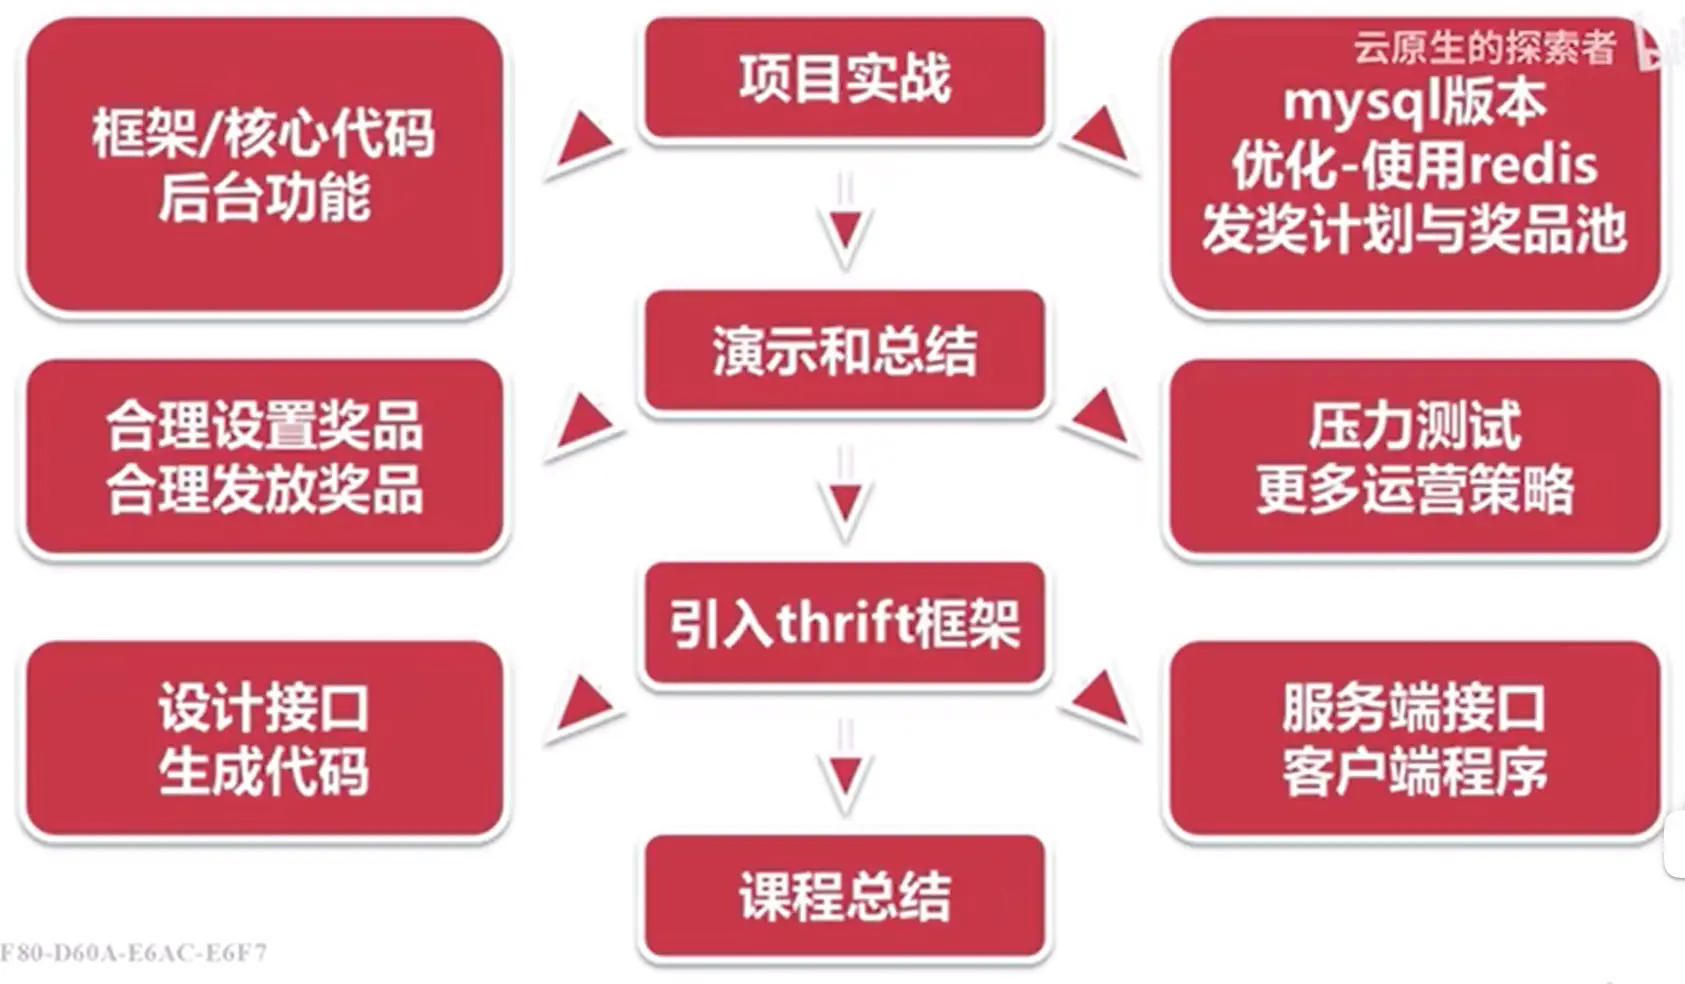 云原生的探索者
项目实战
框架/核心代码
后台功能
mysql版本
优化-使用redis
发奖计划与奖品池
演示和总结
合理设置奖品
合理发放奖品
压力测试
更多运营策略
引入thrift框架
设计接口
生成代码
服务端接口
客户端程序
课程总结
F80-D60A-E6AC-E6F7